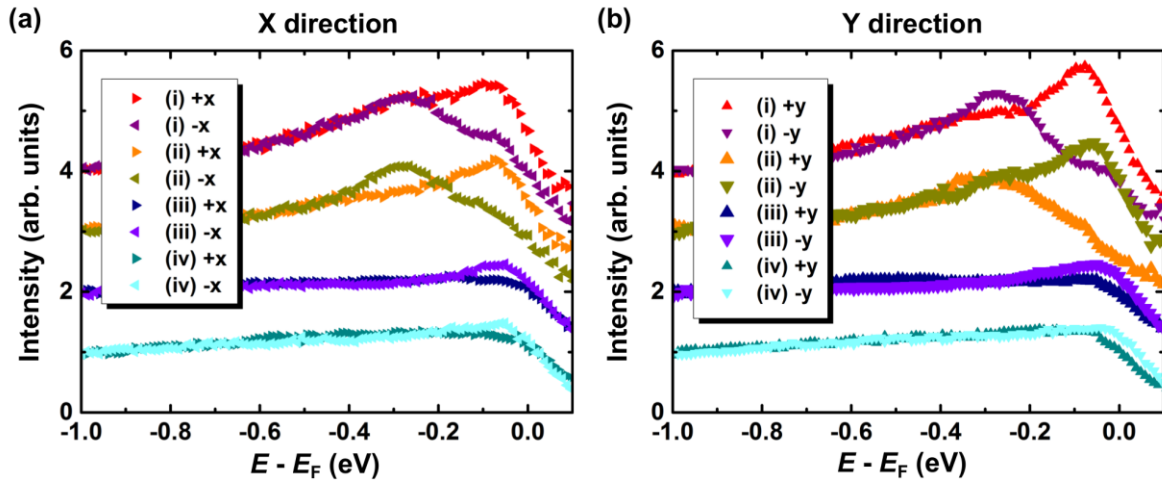 (a)
X direction
Intensity (arb. units)
6
4
2
0
(i) +x
(i) -x
(ii) +x
(ii) -x
(iii) +x
(iii) -x
(iv) +x
(iv) -x
-1.0 -0.8 -0.6 -0.4 -0.2 0.0
E - EF (eV)
(b)
Y direction
Intensity (arb. units)
6
4
2
0
(i) +y
(i) -y
(ii) +y
(ii) -y
(iii) +y
(iii) -y
(iv) +y
(iv) -y
-1.0 -0.8 -0.6 -0.4 -0.2 0.0
E - EF (eV)